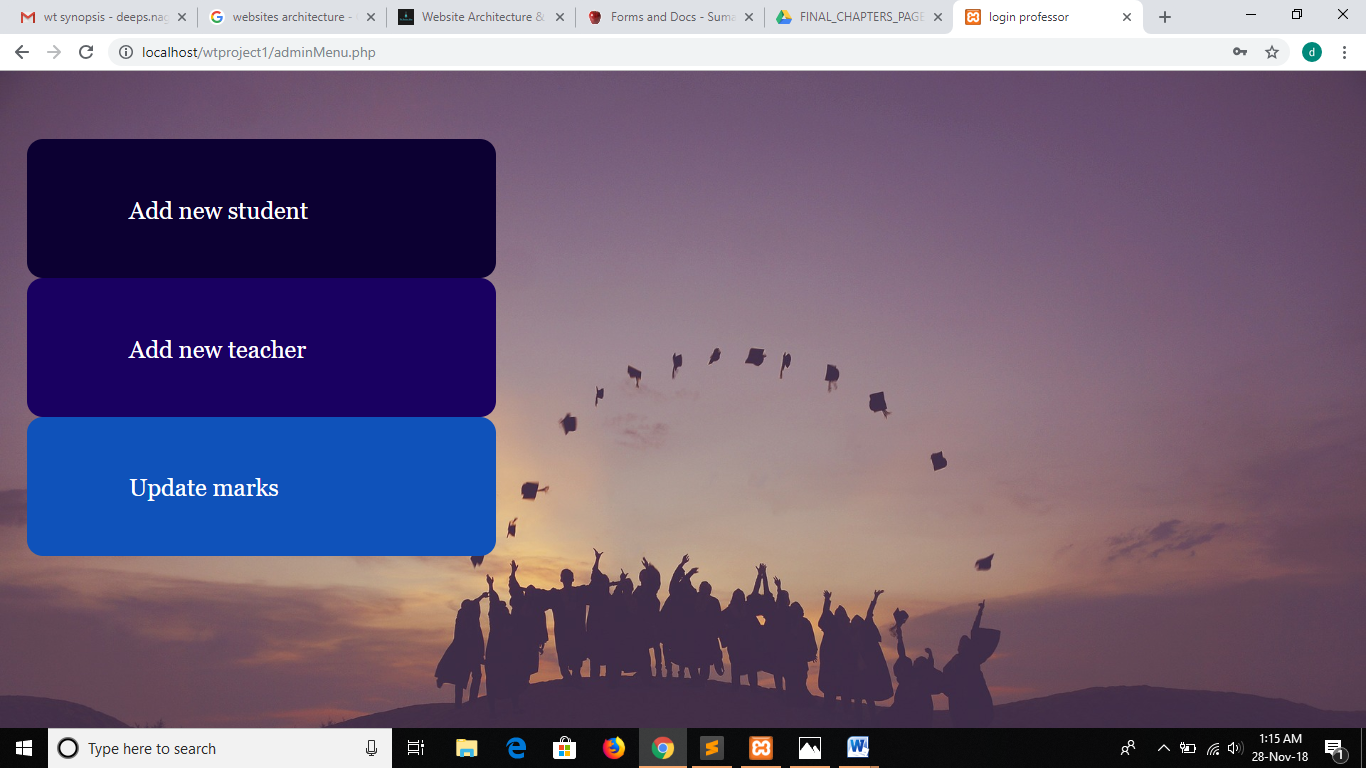 wt synopsis - deeps.nag
websites architecture -
Website Architecture &
Forms and Docs - Suma
FINAL_CHAPTERS_PAGE
login professor
localhost/wtproject1/adminMenu.php
d
Add new student
Add new teacher
Update marks
Type here to search
1:15 AM
28-Nov-18
1